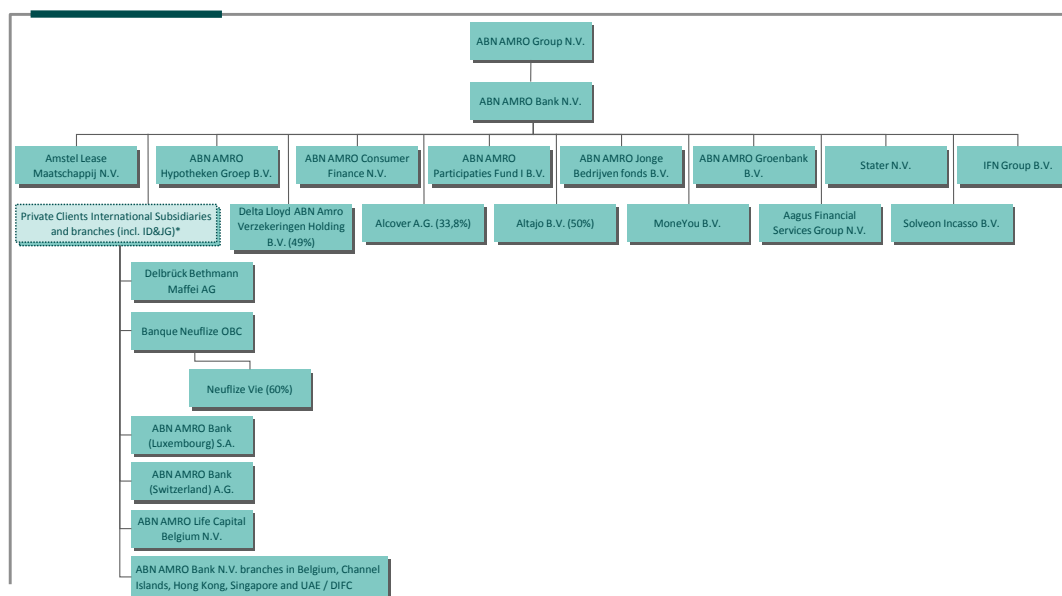 ABN AMRO Group N.V.
ABN AMRO Bank N.V.
Amstel Lease
Maatschappij N.V.
ABN AMRO
Hypotheken Groep B.V.
ABN AMRO Consumer
Finance N.V.
ABN AMRO
Participaties Fund I B.V.
ABN AMRO Jonge
Bedrijven fonds B.V.
ABN AMRO Groenbank
B.V.
Stater N.V.
IFN Group B.V.
Private Clients International Subsidiaries
and branches (incl. ID&JG)*
Delta Lloyd ABN Amro
Verzekeringen Holding
B.V. (49%)
Alcover A.G. (33,8%)
Altajo B.V. (50%)
MoneYou B.V.
Aagus Financial
Services Group N.V.
Solveon Incasso B.V.
Delbrück Bethmann
Maffei AG
Banque Neuflize OBC
Neuflize Vie (60%)
ABN AMRO Bank
(Luxembourg) S.A.
ABN AMRO Bank
(Switzerland) A.G.
ABN AMRO Life Capital
Belgium N.V.
ABN AMRO Bank N.V. branches in Belgium, Channel
Islands, Hong Kong, Singapore and UAE / DIFC